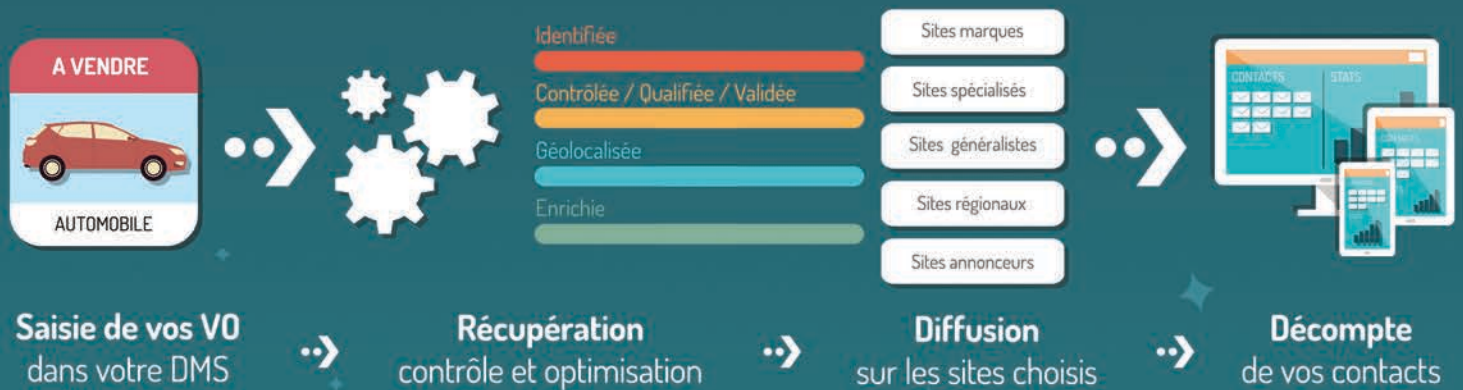 A VENDRE
AUTOMOBILE
Identifiée
Contrôlée / Qualifiée / Validée
Géolocalisée
Enrichie
Sites marques
Sites spécialisés
Sites généralistes
Sites régionaux
Sites annonceurs
CONTACTS
STATS
CONTACTS
Saisie de vos VO
dans votre DMS
Récupération
contrôle et optimisation
Diffusion
sur les sites choisis
Décompte
de vos contacts